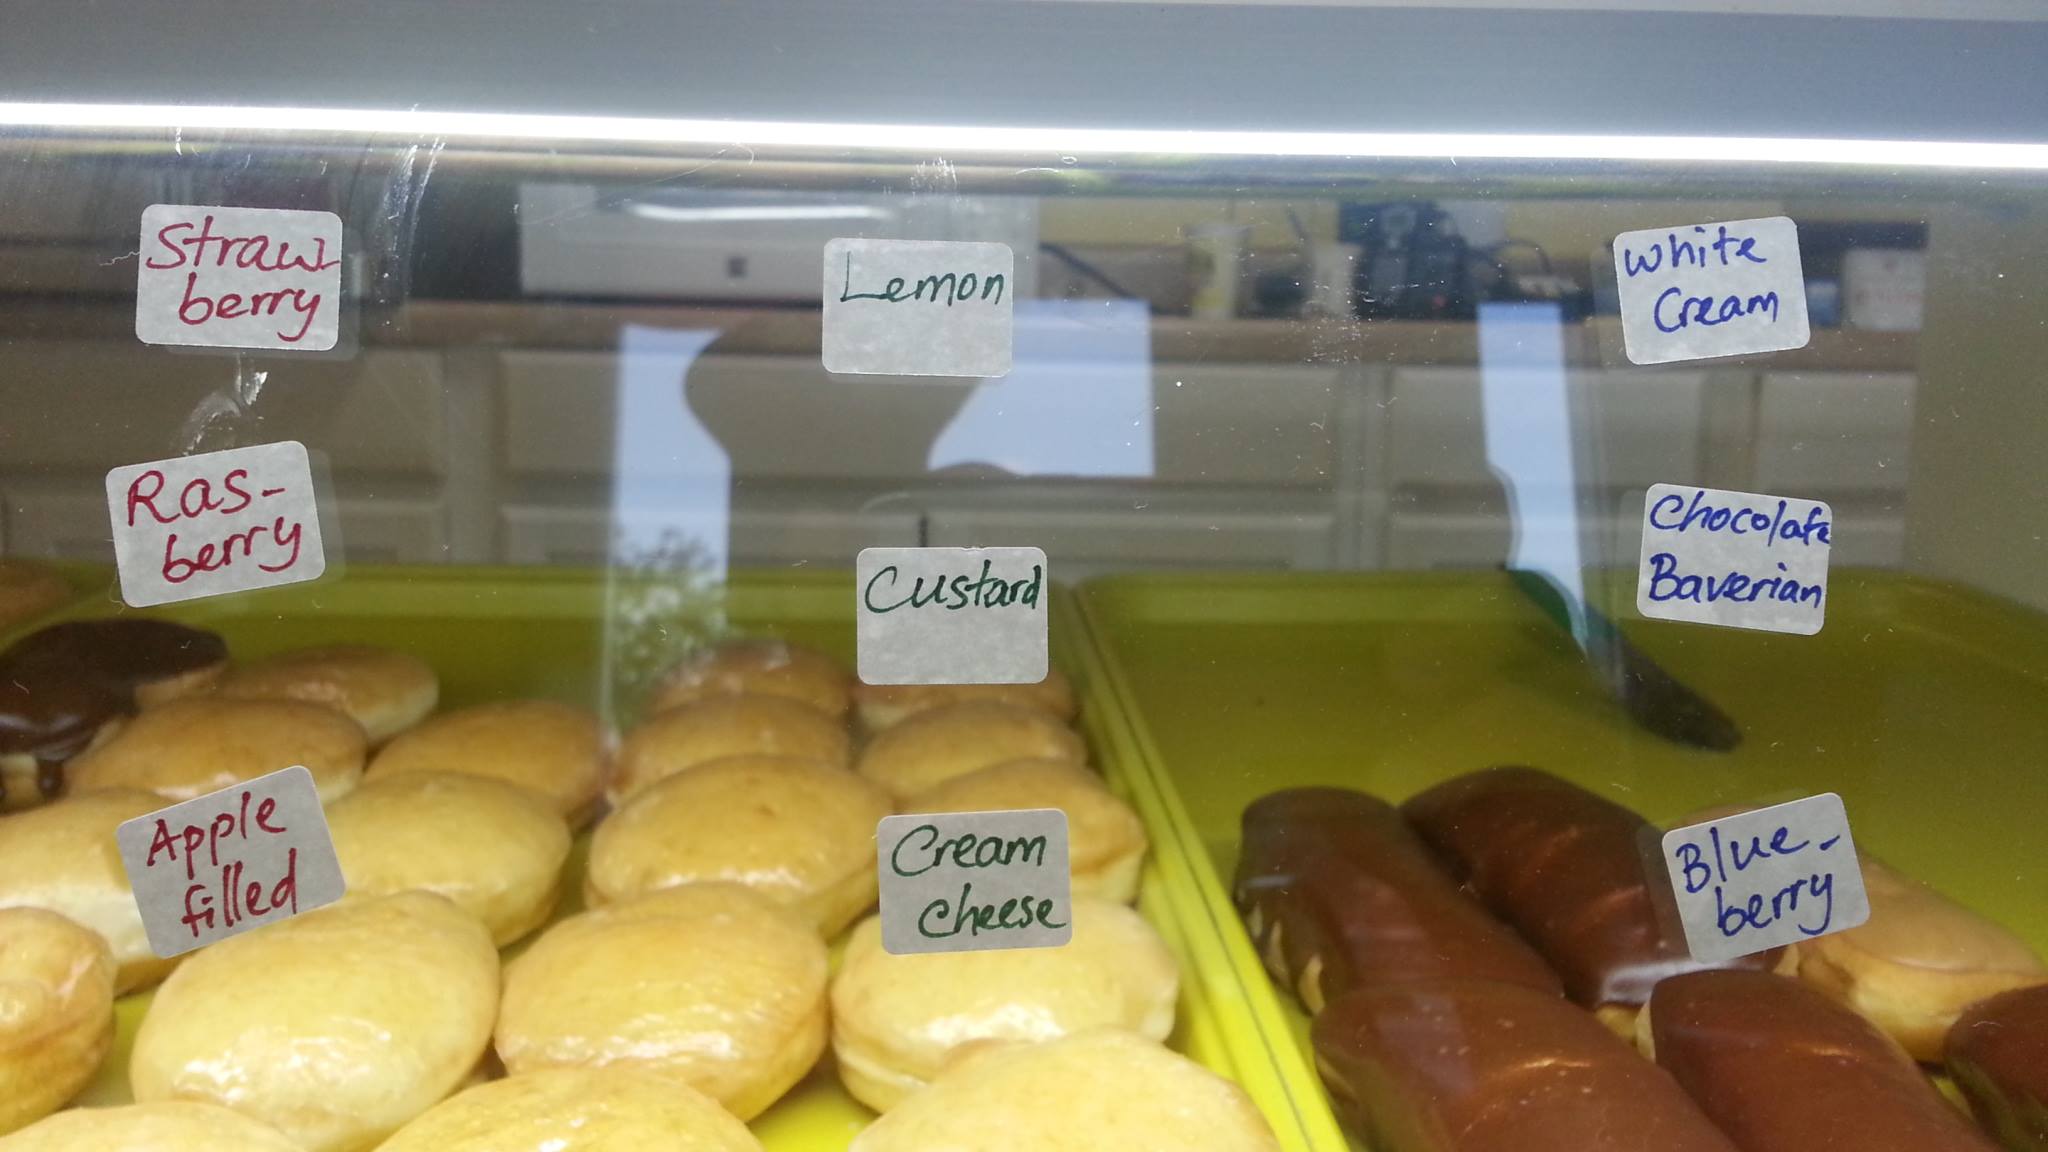 Straw
berry
Lemon
White
Cream
Ras-
berry
Custard
Chocolate
Baverian
Apple
filled
Cream
cheese
Blue-
berry